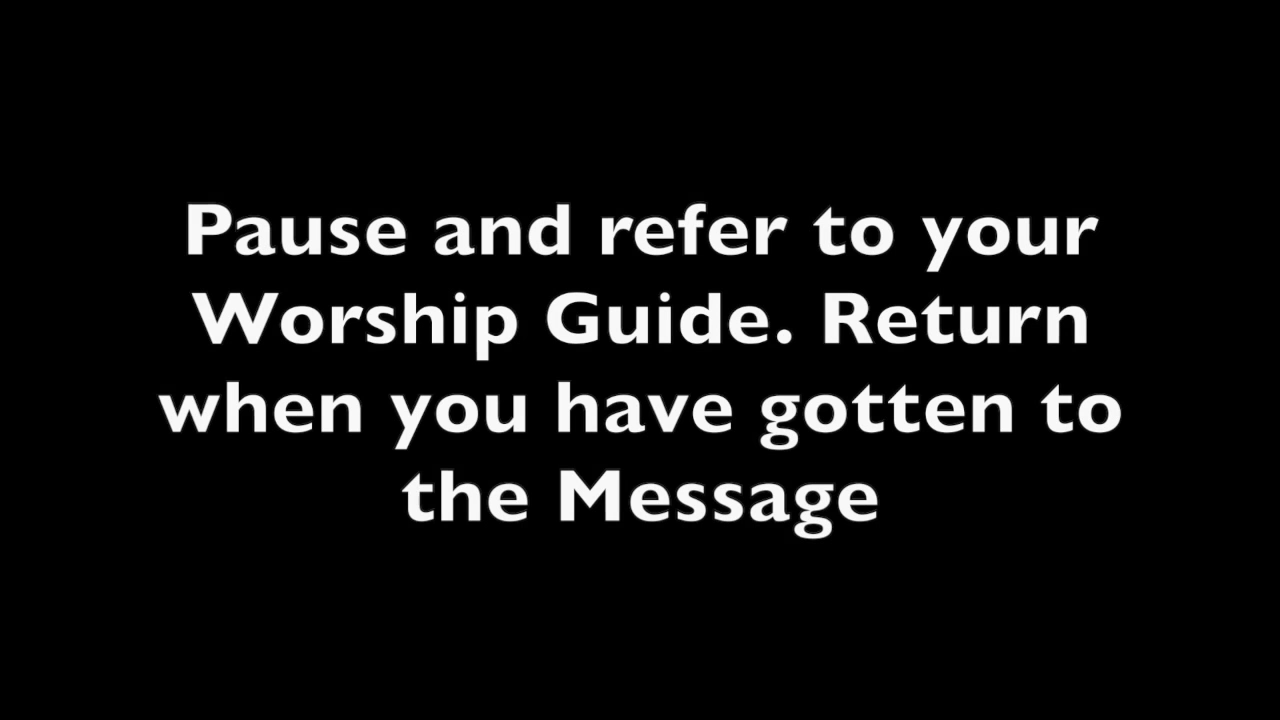 Pause and refer to your
Worship Guide. Return
when you have gotten to
the Message